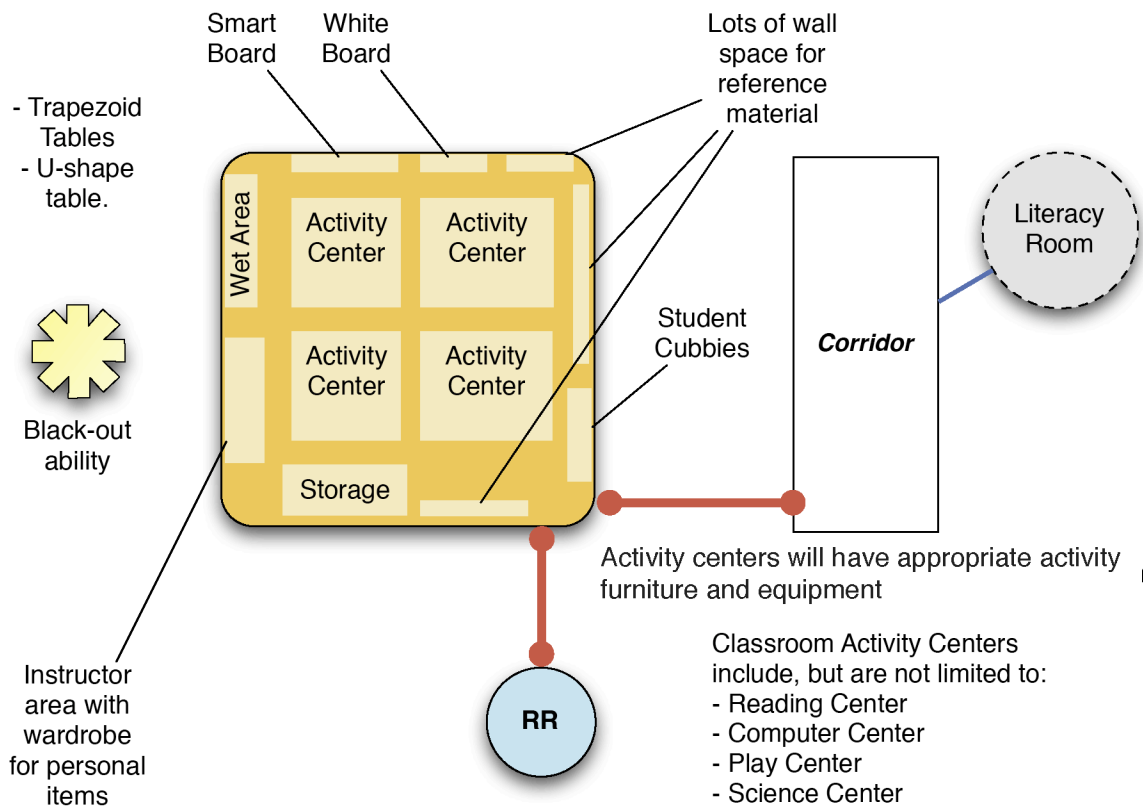 Smart
Board
White
Board
Lots of wall
space for
reference
material
- Trapezoid
Tables
- U-shape
table.
Wet Area
Activity
Center
Activity
Center
Literacy
Room
Activity
Center
Activity
Center
Student
Cubbies
Corridor
Black-out
ability
Storage
Activity centers will have appropriate activity
furniture and equipment
Instructor
area with
wardrobe
for personal
items
RR
Classroom Activity Centers
include, but are not limited to:
- Reading Center
- Computer Center
- Play Center
- Science Center